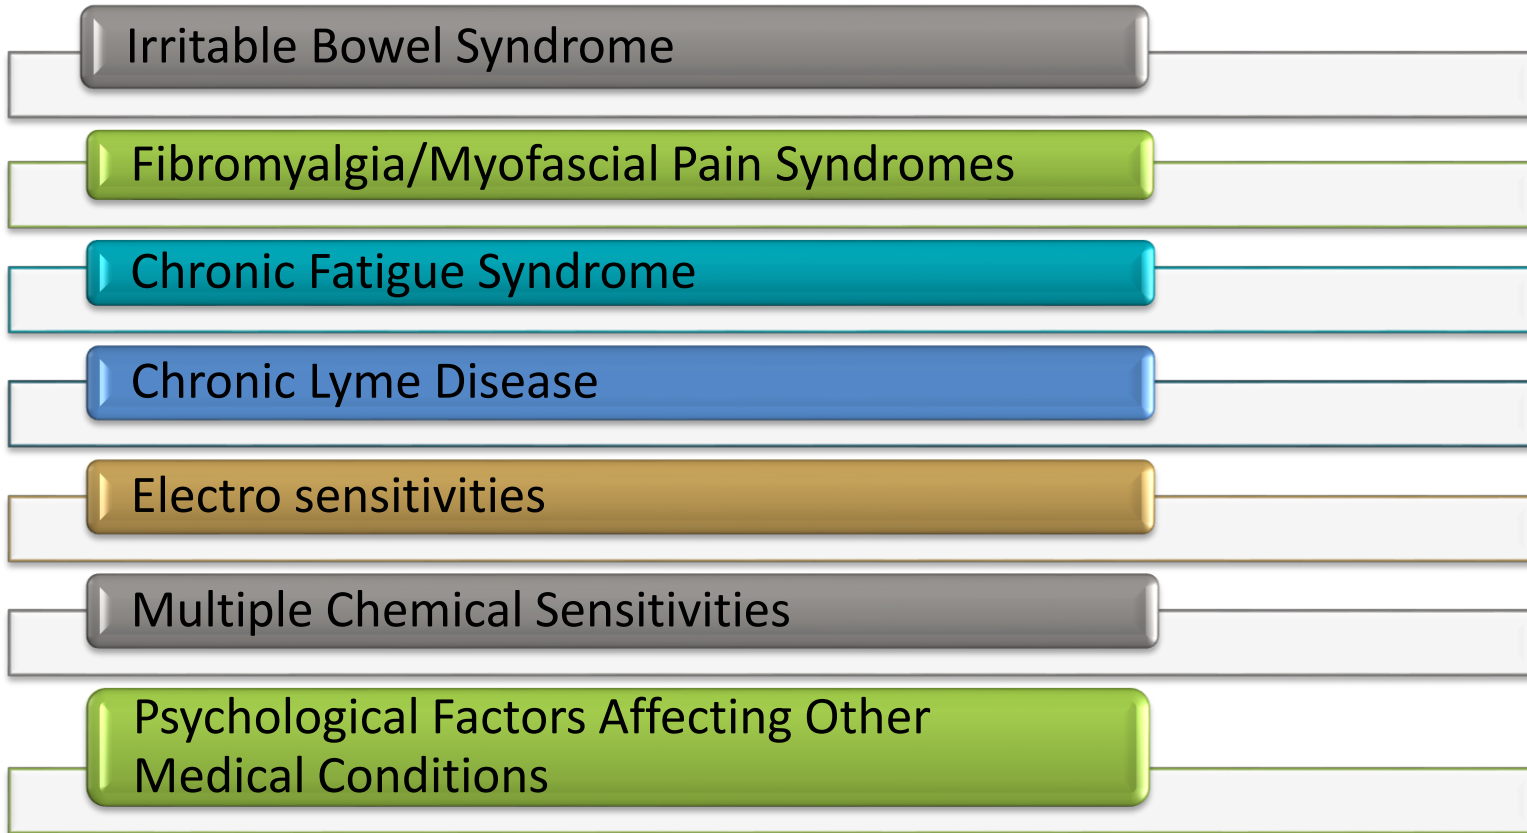 Irritable Bowel Syndrome
Fibromyalgia/Myofascial Pain Syndromes
Chronic Fatigue Syndrome
Chronic Lyme Disease
Electro sensitivities
Multiple Chemical Sensitivities
Psychological Factors Affecting Other
Medical Conditions